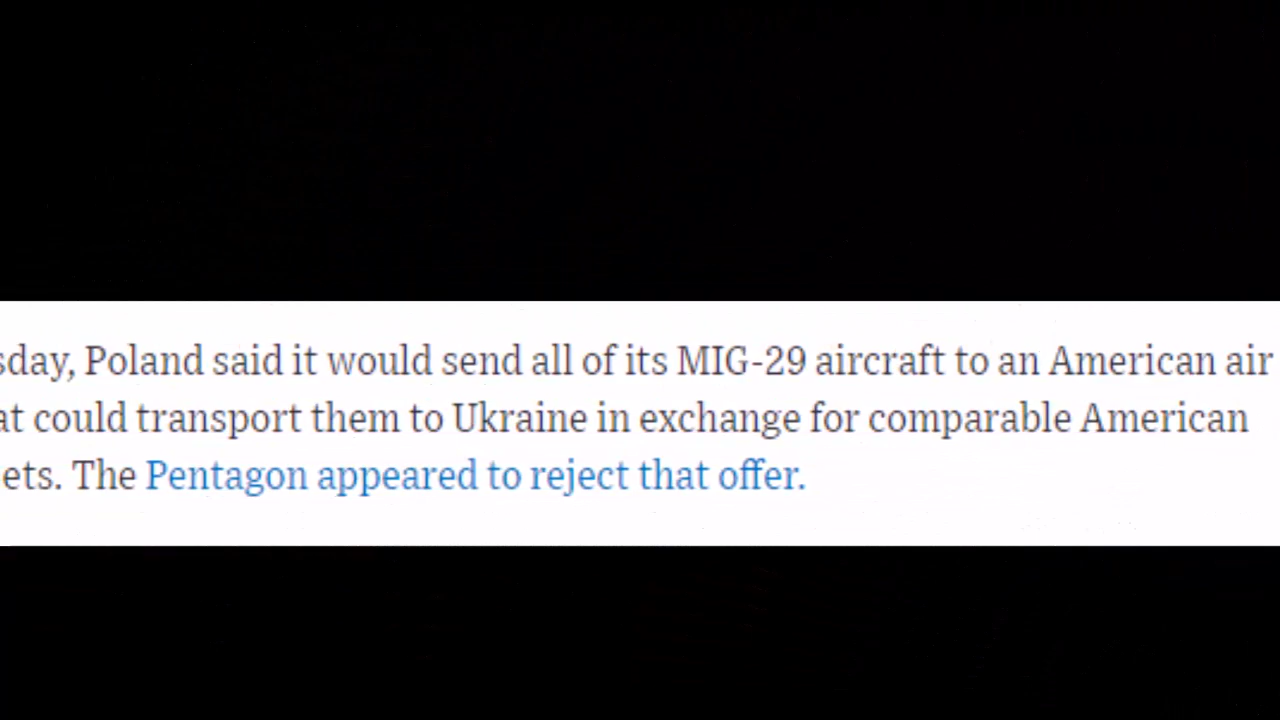 sday, Poland said it would send all of its MIG-29 aircraft to an American air
at could transport them to Ukraine in exchange for comparable American
ets. The Pentagon appeared to reject that offer.